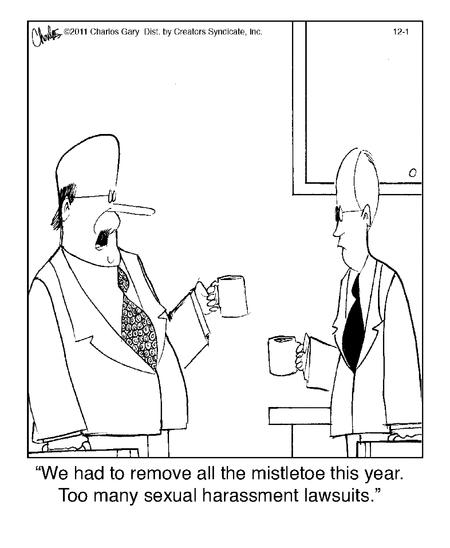 Charlos ©2011 Charlos Gary Dist. by Creators Syndicate, Inc. 12-1
“We had to remove all the mistletoe this year.
Too many sexual harassment lawsuits.”